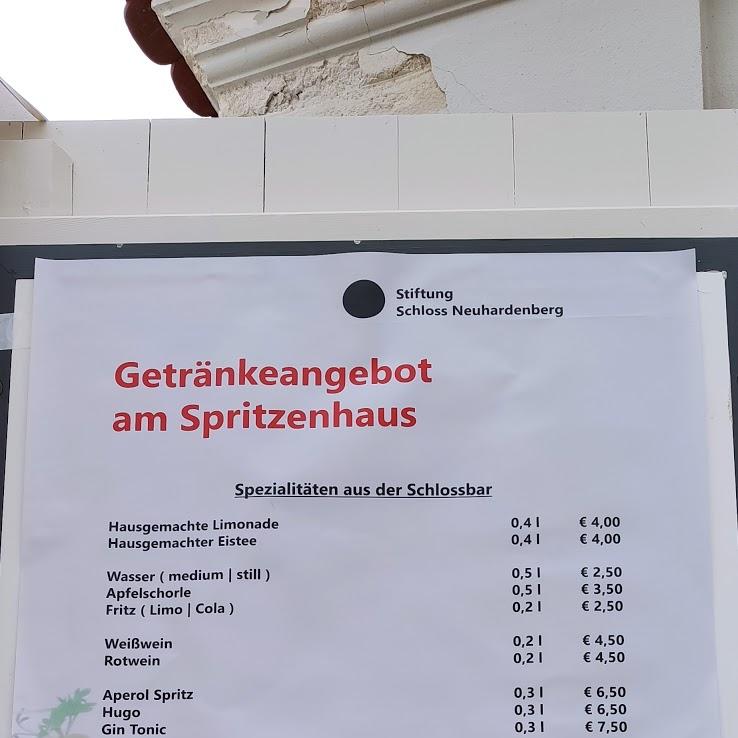 Stiftung
Schloss Neuhardenberg
Getränkeangebot
am Spritzenhaus
Spezialitäten aus der Schlossbar
Hausgemachte Limonade 0,4 l € 4,00
Hausgemachter Eistee 0,4 l € 4,00
Wasser ( medium | still ) 0,5 l € 2,50
Apfelschorle 0,5 l € 3,50
Fritz ( Limo | Cola ) 0,2 l € 2,50
Weißwein 0,2 l € 4,50
Rotwein 0,2 l € 4,50
Aperol Spritz 0,3 l € 6,50
Hugo 0,3 l € 6,50
Gin Tonic 0,3 l € 7,50